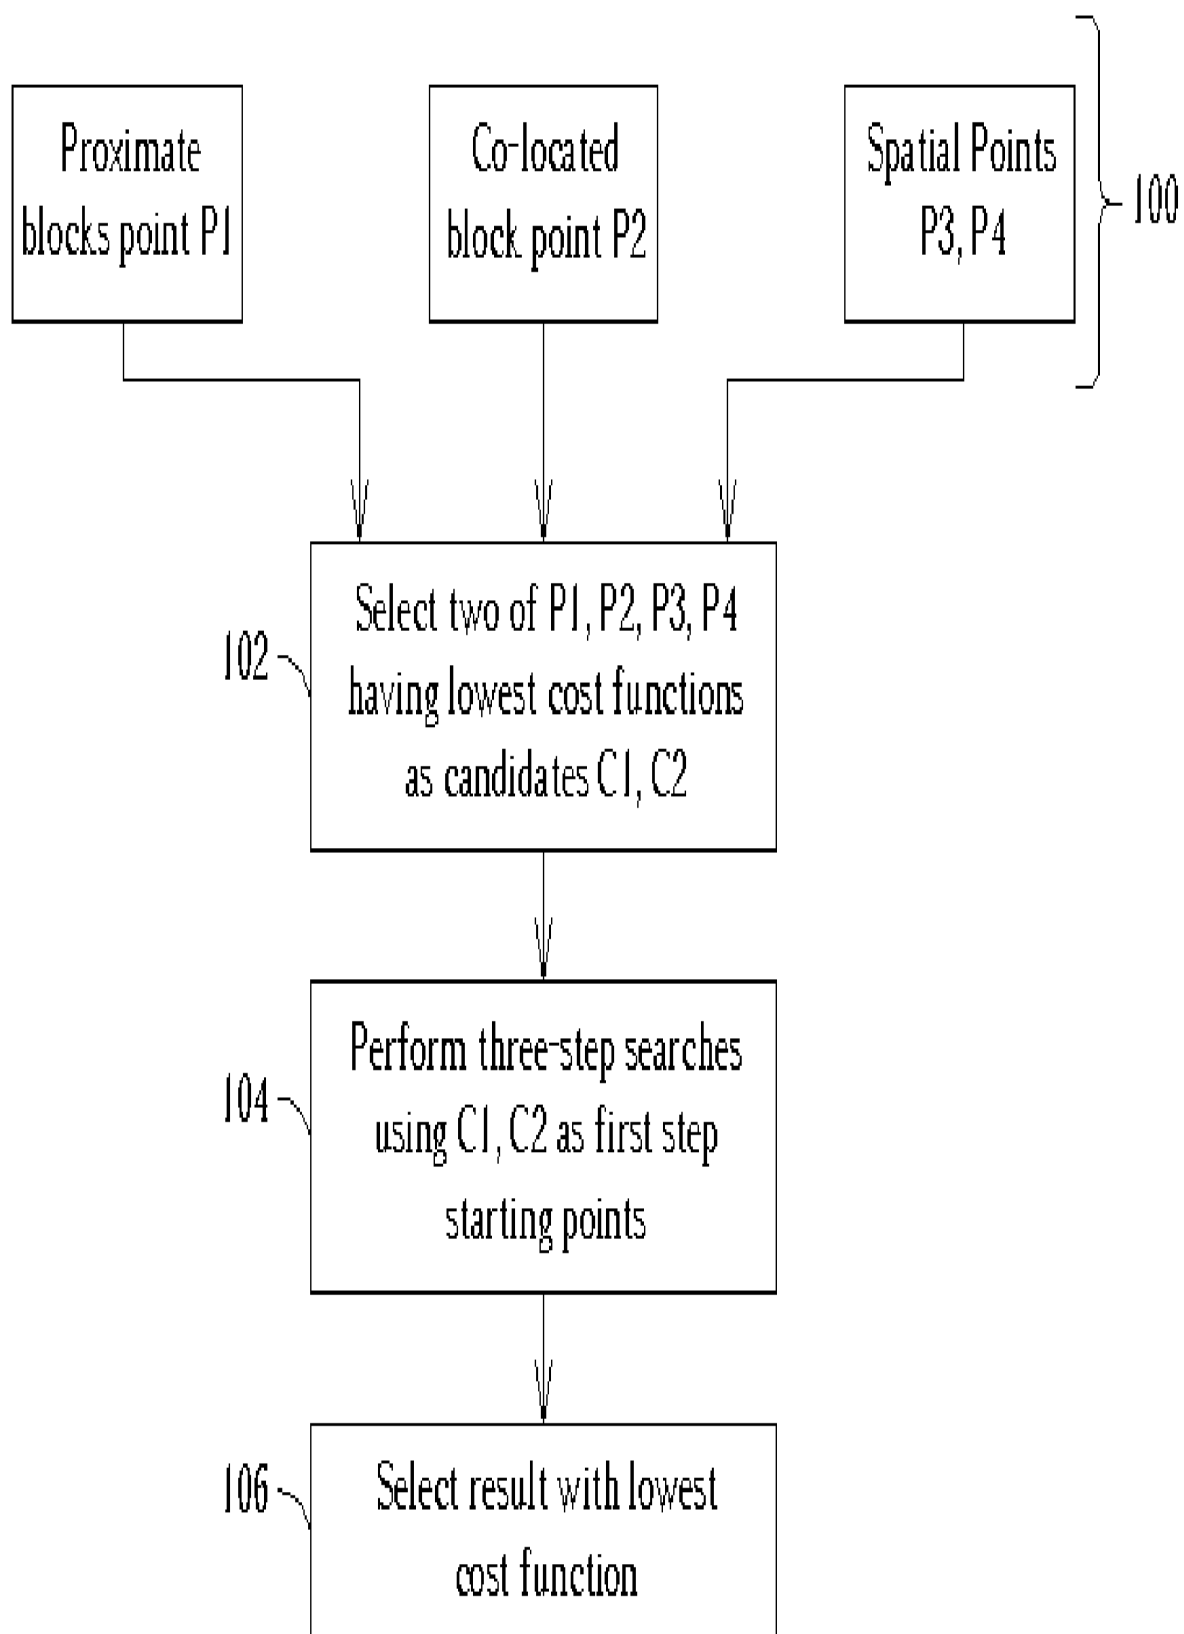 Proximate
blocks point P1
Co-located
block point P2
Spatial Points
P3, P4
100
102
Select two of P1, P2, P3, P4
having lowest cost functions
as candidates C1, C2
104
Perform three-step searches
using C1, C2 as first step
starting points
106
Select result with lowest
cost function